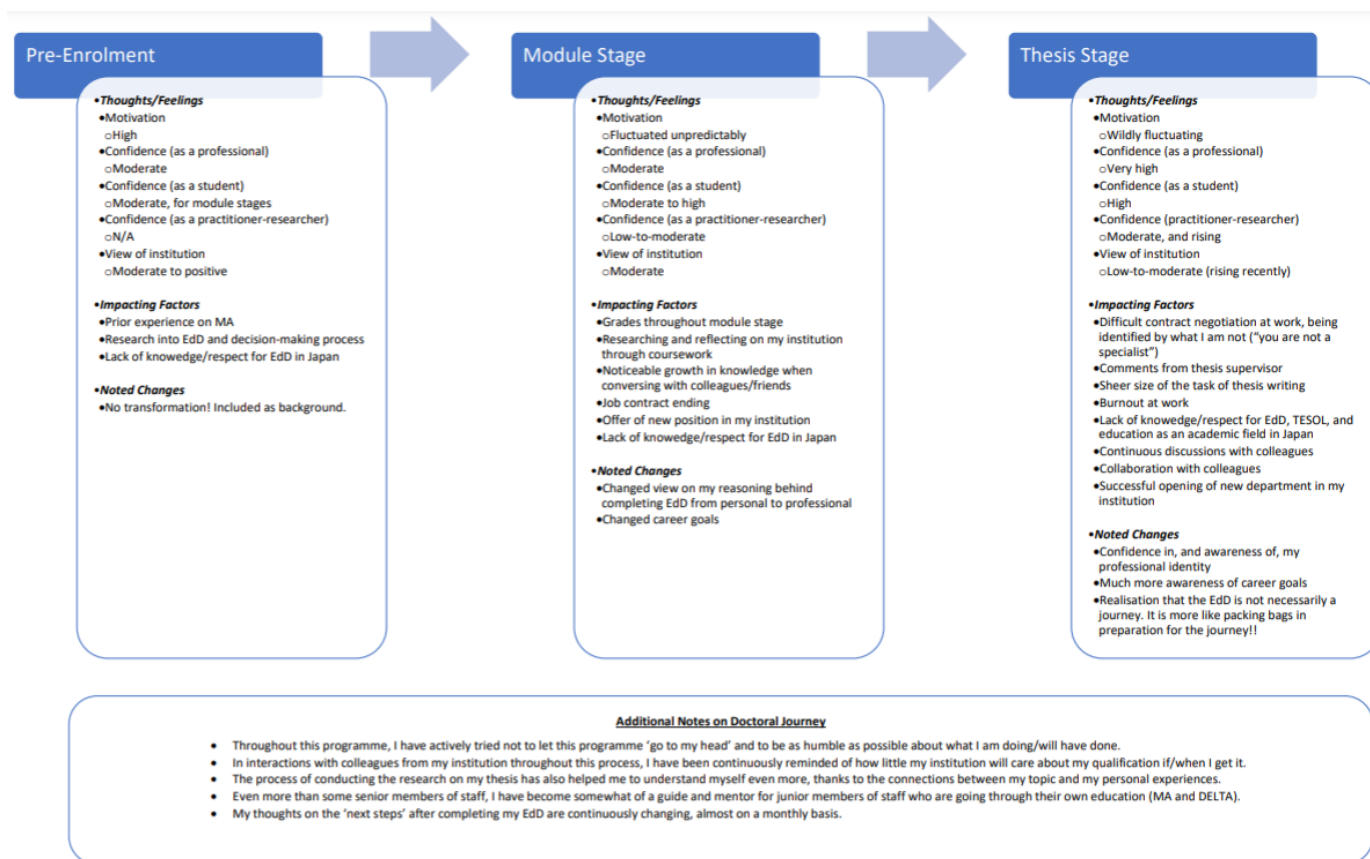 Pre-Enrolment
•Thoughts/Feelings
•Motivation
oHigh
•Confidence (as a professional)
oModerate
•Confidence (as a student)
oModerate, for module stages
•Confidence (as a practitioner-researcher)
oN/A
•View of institution
oModerate to positive
•Impacting Factors
•Prior experience on MA
•Research into EdD and decision-making process
•Lack of knowedge/respect for EdD in Japan
•Noted Changes
•No transformation! Included as background.
Module Stage
•Thoughts/Feelings
•Motivation
oFluctuated unpredictably
•Confidence (as a professional)
oModerate
•Confidence (as a student)
oModerate to high
•Confidence (as a practitioner-researcher)
oLow-to-moderate
•View of institution
oModerate
•Impacting Factors
•Grades throughout module stage
•Researching and reflecting on my institution
through coursework
•Noticeable growth in knowledge when
conversing with colleagues/friends
•Job contract ending
•Offer of new position in my institution
•Lack of knowedge/respect for EdD in Japan
•Noted Changes
•Changed view on my reasoning behind
completing EdD from personal to professional
•Changed career goals
Thesis Stage
•Thoughts/Feelings
•Motivation
oWildly fluctuating
•Confidence (as a professional)
oVery high
•Confidence (as a student)
oHigh
•Confidence (practitioner-researcher)
oModerate, and rising
•View of institution
oLow-to-moderate (rising recently)
•Impacting Factors
•Difficult contract negotiation at work, being
identified by what I am not ("you are not a
specialist")
•Comments from thesis supervisor
•Sheer size of the task of thesis writing
•Burnout at work
•Lack of knowledge/respect for EdD, TESOL, and
education as an academic field in Japan
•Continuous discussions with colleagues
•Collaboration with colleagues
•Successful opening of new department in my
institution
•Noted Changes
•Confidence in, and awareness of, my
professional identity
•Much more awareness of career goals
•Realisation that the EdD is not necessarily a
journey. It is more like packing bags in
preparation for the journey!!
Additional Notes on Doctoral Journey
• Throughout this programme, I have actively tried not to let this programme 'go to my head' and to be as humble as possible about what I am doing/will have done.
• In interactions with colleagues from my institution throughout this process, I have been continuously reminded of how little my institution will care about my qualification if/when I get it.
• The process of conducting the research on my thesis has also helped me to understand myself even more, thanks to the connections between my topic and my personal experiences.
• Even more than some senior members of staff, I have become somewhat of a guide and mentor for junior members of staff who are going through their own education (MA and DELTA).
• My thoughts on the 'next steps' after completing my EdD are continuously changing, almost on a monthly basis.